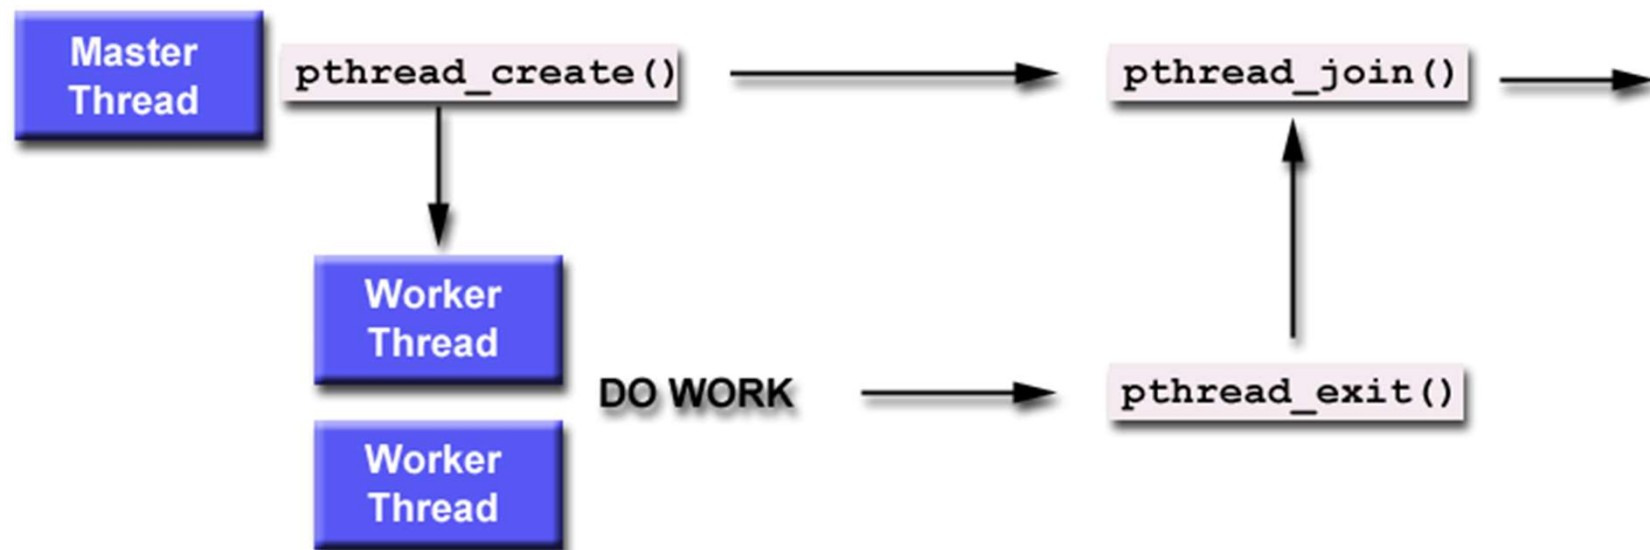 Master
Thread
pthread_create()
pthread_join()
Worker
Thread
DO WORK
pthread_exit()
Worker
Thread